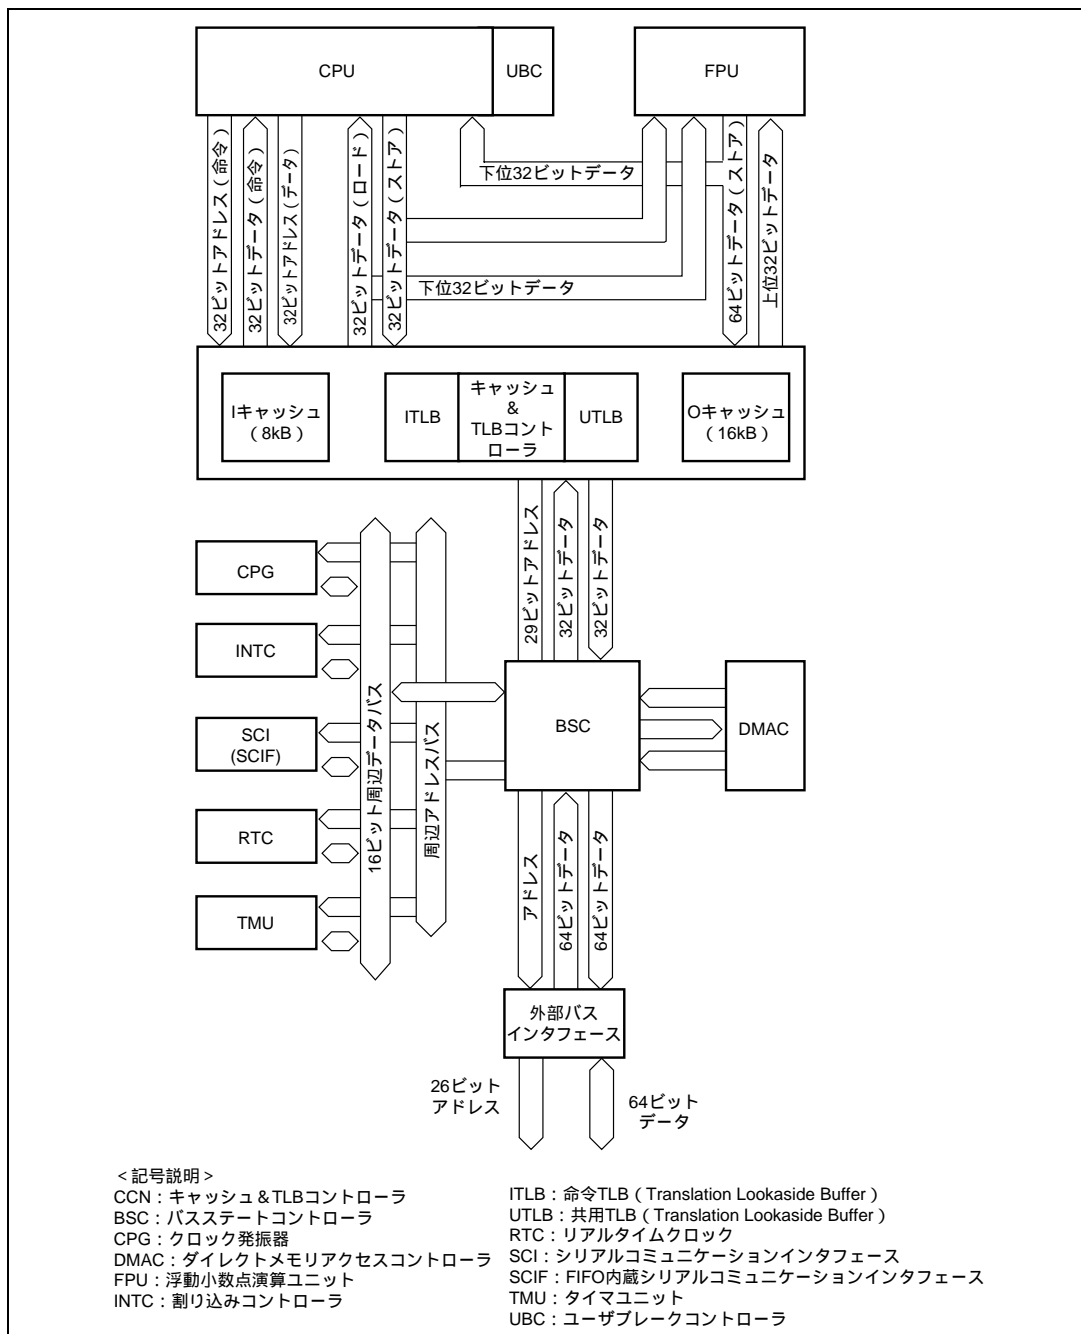 CPU
UBC
FPU
32ビットアドレス（命令）
32ビットデータ（命令）
32ビットアドレス（データ）
32ビットデータ（ロード）
32ビットデータ（ストア）
下位32ビットデータ
下位32ビットデータ
64ビットデータ（ストア）
上位32ビットデータ
Iキャッシュ
（8kB）
ITLB
キャッシュ
&
TLBコント
ローラ
UTLB
Oキャッシュ
（16kB）
29ビットアドレス
32ビットデータ
32ビットデータ
CPG
INTC
SCI
(SCIF)
RTC
TMU
16ビット周辺データバス
周辺アドレスバス
BSC
DMAC
アドレス
64ビットデータ
64ビットデータ
外部バス
インタフェース
26ビット
アドレス
64ビット
データ
＜記号説明＞
CCN：キャッシュ&TLBコントローラ
BSC：バスステートコントローラ
CPG：クロック発振器
DMAC：ダイレクトメモリアクセスコントローラ
FPU：浮動小数点演算ユニット
INTC：割り込みコントローラ
ITLB：命令TLB（Translation Lookaside Buffer）
UTLB：共用TLB（Translation Lookaside Buffer）
RTC：リアルタイムクロック
SCI：シリアルコミュニケーションインタフェース
SCIF：FIFO内蔵シリアルコミュニケーションインタフェース
TMU：タイマユニット
UBC：ユーザブレークコントローラ